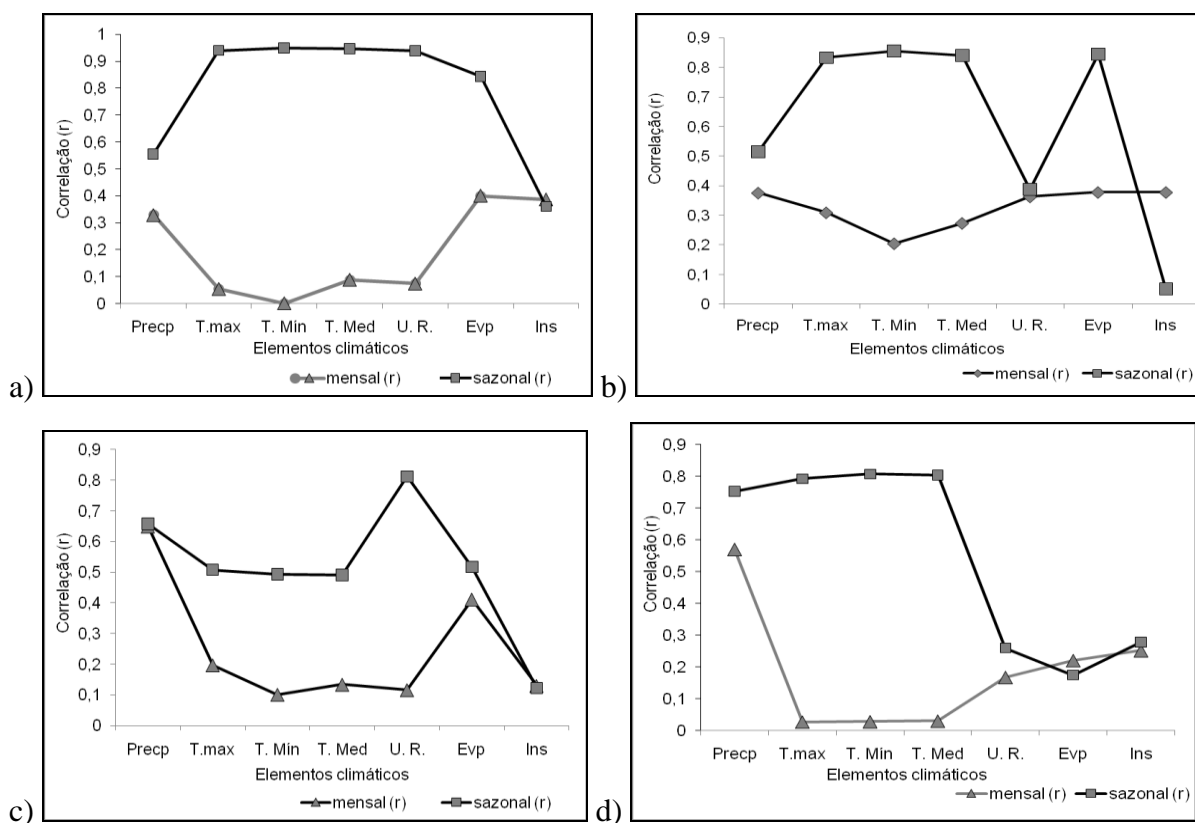 1
0,9
0,8
0,7
0,6
0,5
0,4
0,3
0,2
0,1
0
Correlação (r)
Precp T.max T. Min T. Med U. R. Evp Ins
Elementos climáticos
mensal (r) sazonal (r)
a)
0,9
0,8
0,7
0,6
0,5
0,4
0,3
0,2
0,1
0
Correlação (r)
Precp T.max T. Min T. Med U. R. Evp Ins
Elementos climáticos
mensal (r) sazonal (r)
b)
0,9
0,8
0,7
0,6
0,5
0,4
0,3
0,2
0,1
0
Correlação (r)
Precp T.max T. Min T. Med U. R. Evp Ins
Elementos climáticos
mensal (r) sazonal (r)
c)
0,9
0,8
0,7
0,6
0,5
0,4
0,3
0,2
0,1
0
Correlação (r)
Precp T.max T. Min T. Med U. R. Evp Ins
Elementos climáticos
mensal (r) sazonal (r)
d)